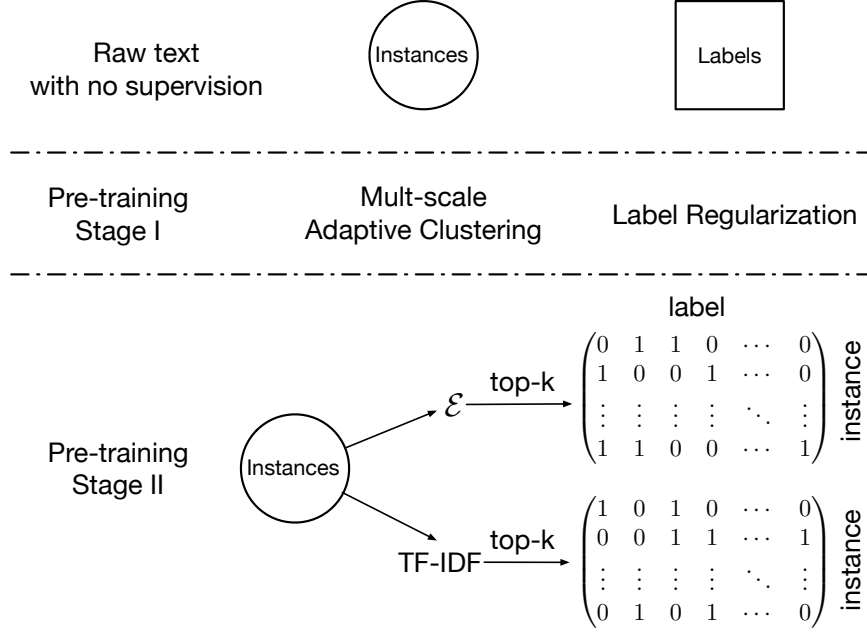 Raw text
with no supervision
Instances
Labels
Pre-training
Stage I
Mult-scale
Adaptive Clustering
Label Regularization
Pre-training
Stage II
Instances
ℰ
top-k
label
0 1 1 0 ⋯ 0
1 0 0 1 ⋯ 0
⋮ ⋮ ⋮ ⋮ ⋱ ⋮
1 1 0 0 ⋯ 1
instance
TF-IDF
top-k
1 0 1 0 ⋯ 0
0 0 1 1 ⋯ 1
⋮ ⋮ ⋮ ⋮ ⋱ ⋮
0 1 0 1 ⋯ 0
instance